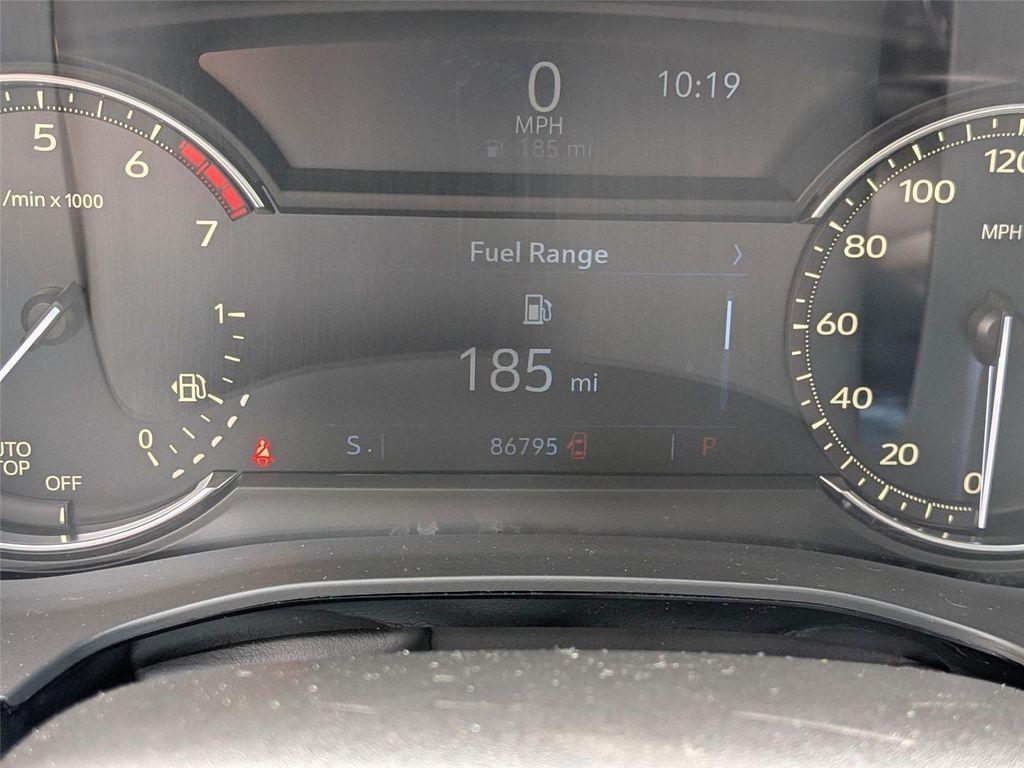 0
MPH
10:19
185 mi
5
6
7
/min x 1000
1
0
UTO
TOP
OFF
Fuel Range
185 mi
S.
86795
P
120
100
80
60
40
20
0
MPH